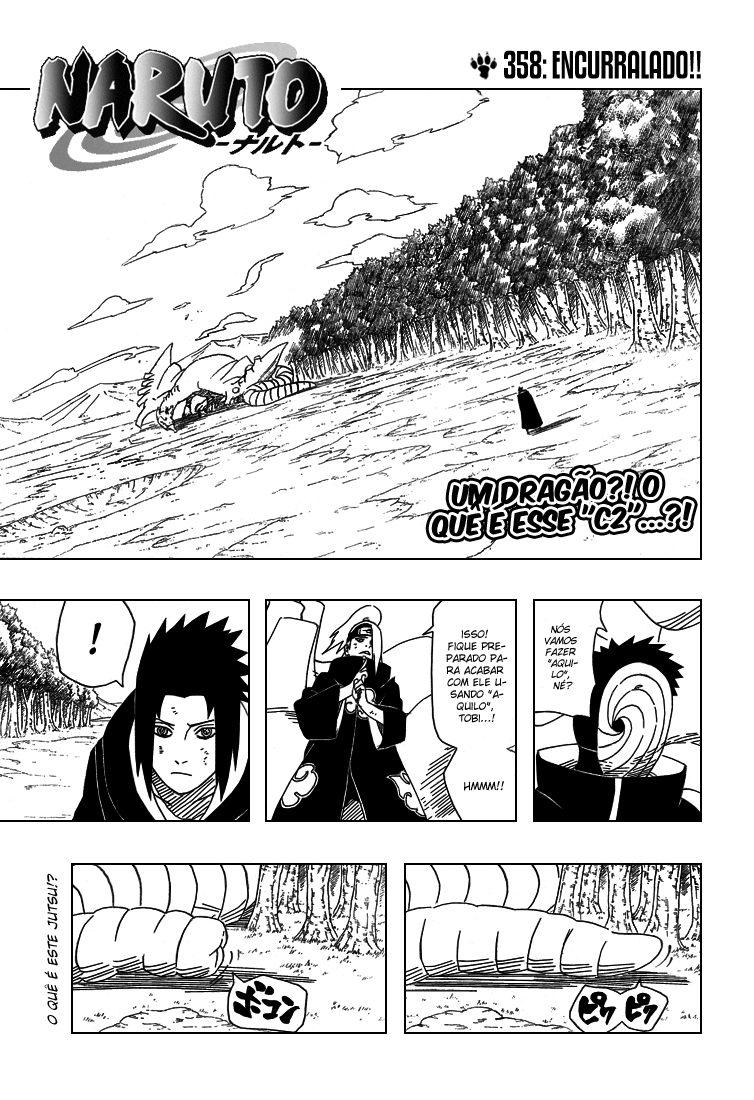 NARUTO
-ナルト-
358: ENCURRALADO!!
UM DRAGÃO?! O
QUE É ESSE "C2"...?!
NÓS
VAMOS
FAZER
"AQUI-
LO",
NÉ?
ISSO!
FIQUE PRE-
PARADO PA-
RA ACABAR
COM ELE U-
SANDO "A-
QUILO",
TOBI...!
HMMM!!
!
ピク ピク
ボコン
O QUÊ É ESTE JUTSU!?